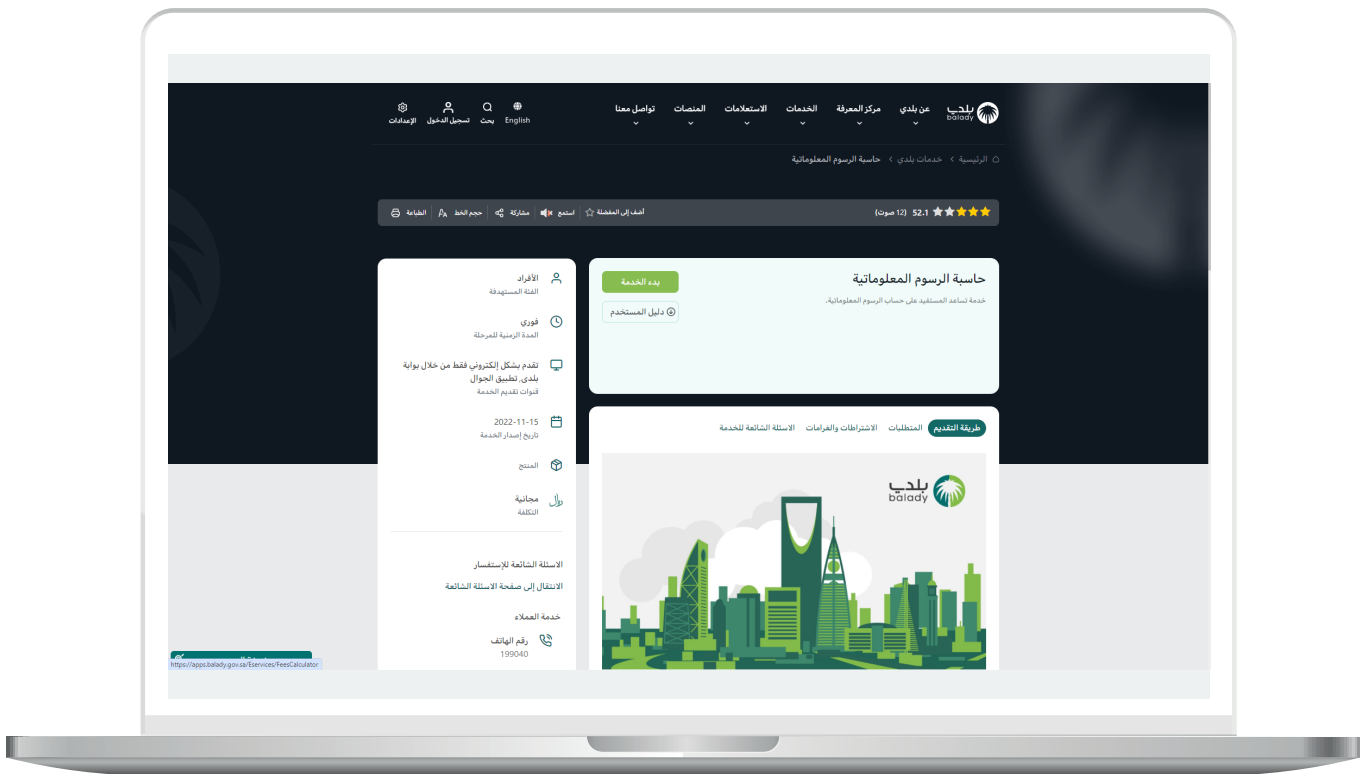 بلدي
balady
عن بلدي
مركز المعرفة
الخدمات
الاستعلامات
المنصات
تواصل معنا
English
بحث
تسجيل الدخول
الإعدادات
الرئيسية > خدمات بلدي > حاسبة الرسوم المعلوماتية
52.1 (12 صوت)
أضف إلى المفضلة
استمع
مشاركة
حجم الخط
الطباعة
حاسبة الرسوم المعلوماتية
خدمة تساعد المستفيد على حساب الرسوم المعلوماتية.
بدء الخدمة
دليل المستخدم
طريقة التقديم
المتطلبات
الاشتراطات والغرامات
الاسئلة الشائعة للخدمة
بلدي
balady
الأفراد
الفئة المستهدفة
فوري
المدة الزمنية للمرحلة
تقدم بشكل إلكتروني فقط من خلال بوابة
بلدي, تطبيق الجوال
قنوات تقديم الخدمة
2022-11-15
تاريخ إصدار الخدمة
المنتج
ريال
مجانية
التكلفة
الاسئلة الشائعة للإستفسار
الانتقال إلى صفحة الاسئلة الشائعة
خدمة العملاء
رقم الهاتف
199040
https://apps.balady.gov.sa/Eservices/FeesCalculator